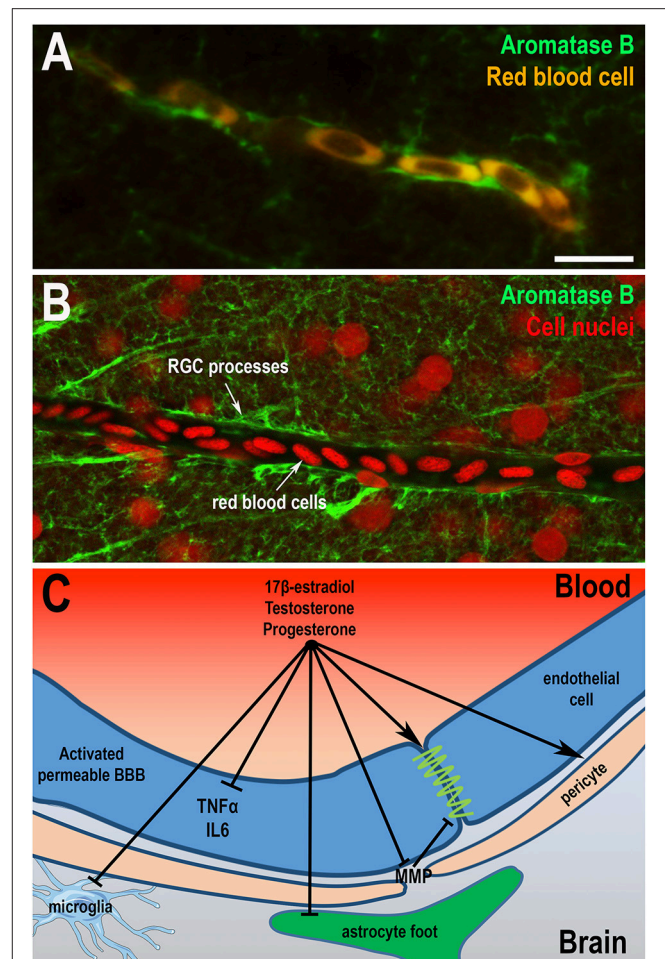 A
Aromatase B
Red blood cell
B
Aromatase B
Cell nuclei
RGC processes
red blood cells
C
17β-estradiol
Testosterone
Progesterone
Blood
endothelial
cell
Activated
permeable BBB
TNFα
IL6
pericyte
MMP
microglia
astrocyte foot
Brain